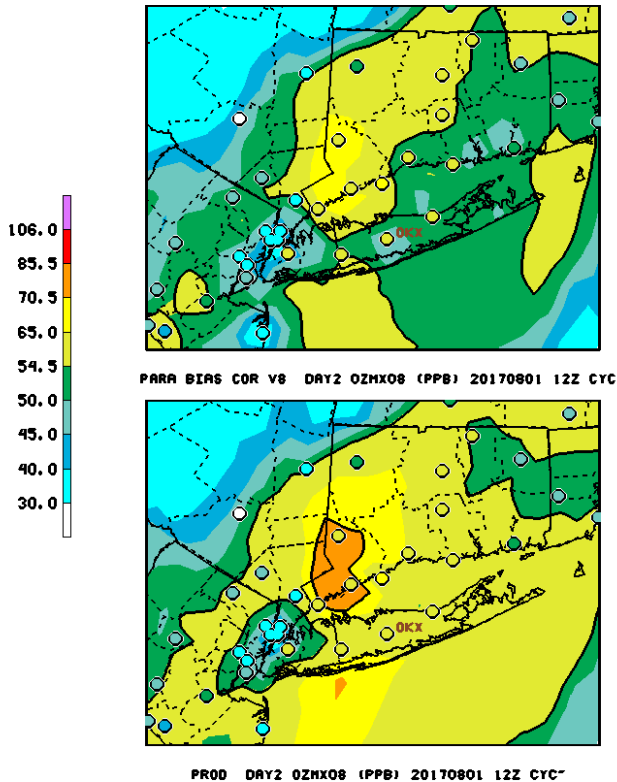 OKX
106.0
85.5
70.5
65.0
54.5
50.0
45.0
40.0
30.0
PARA BIAS COR V8 DAY2 OZMX08 (PPB) 20170801 12Z CYC
OKX
PROD DAY2 OZMX08 (PPB) 20170801 12Z CYC